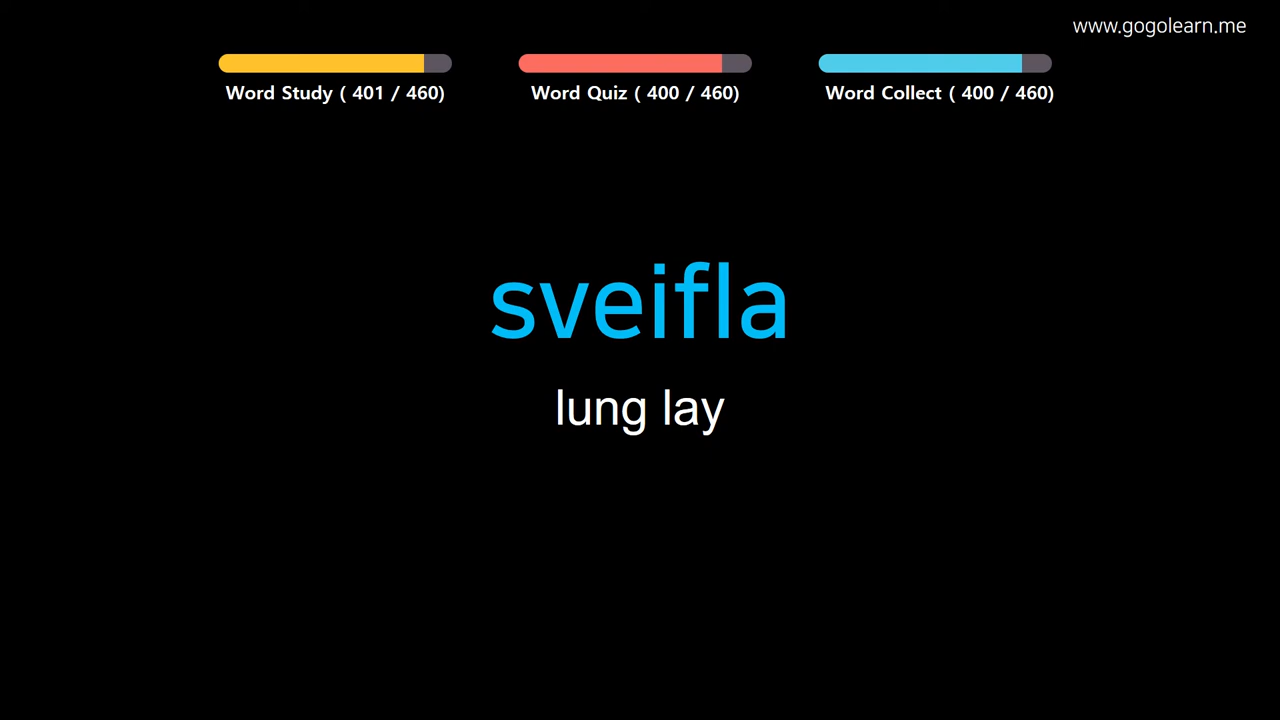 www.gogolearn.me
Word Study ( 401 / 460)
Word Quiz ( 400 / 460)
Word Collect ( 400 / 460)
sveifla
lung lay